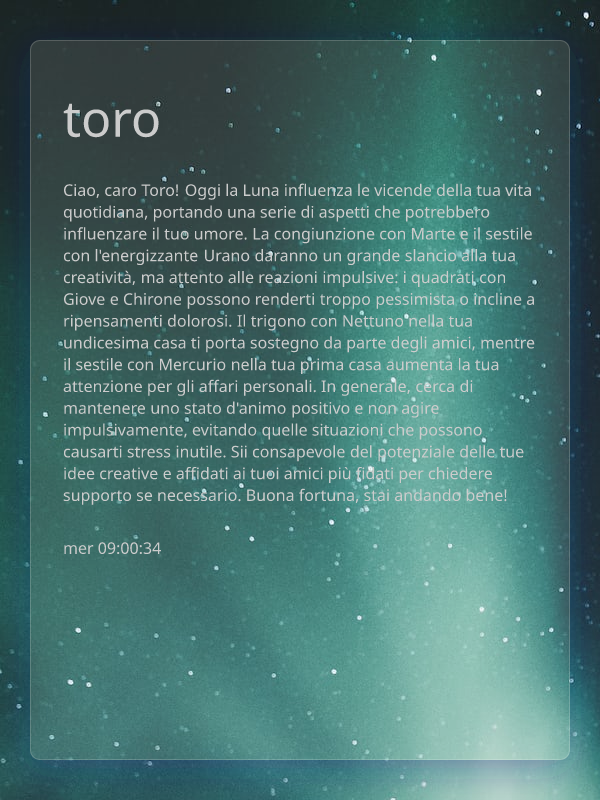 toro
Ciao, caro Toro! Oggi la Luna influenza le vicende della tua vita
quotidiana, portando una serie di aspetti che potrebbero
influenzare il tuo umore. La congiunzione con Marte e il sestile
con l'energizzante Urano daranno un grande slancio alla tua
creatività, ma attento alle reazioni impulsive: i quadrati con
Giove e Chirone possono renderti troppo pessimista o incline a
ripensamenti dolorosi. Il trigono con Nettuno nella tua
undicesima casa ti porta sostegno da parte degli amici, mentre
il sestile con Mercurio nella tua prima casa aumenta la tua
attenzione per gli affari personali. In generale, cerca di
mantenere uno stato d'animo positivo e non agire
impulsivamente, evitando quelle situazioni che possono
causarti stress inutile. Sii consapevole del potenziale delle tue
idee creative e affidati ai tuoi amici più fidati per chiedere
supporto se necessario. Buona fortuna, stai andando bene!
mer 09:00:34